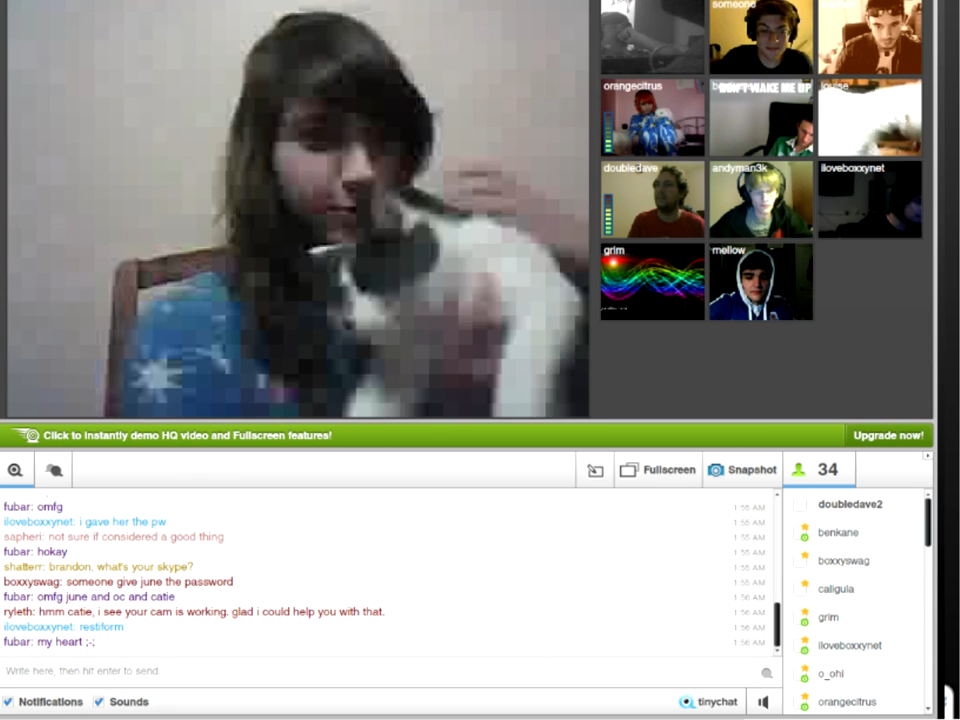 someone
orangecitrus
DON'T WAKE ME UP
louise
doubledave
andyman3k
iloveboxxynet
grim
mellow
Click to instantly demo HQ video and Fullscreen features!
Upgrade now!
Fullscreen
Snapshot
34
fubar: omfg
1:55 AM
iloveboxxynet: i gave her the pw
1:55 AM
sapheri: not sure if considered a good thing
1:55 AM
fubar: hokay
1:55 AM
shatterr: brandon, what's your skype?
1:55 AM
boxxyswag: someone give june the password
1:55 AM
fubar: omfg june and oc and catie
1:56 AM
ryleth: hmm catie, i see your cam is working. glad i could help you with that.
1:56 AM
iloveboxxynet: restiform
1:56 AM
fubar: my heart ;-;
1:56 AM
Write here, then hit enter to send.
Notifications
Sounds
tinychat
doubledave2
benkane
boxxyswag
caligula
grim
iloveboxxynet
o_ohi
orangecitrus